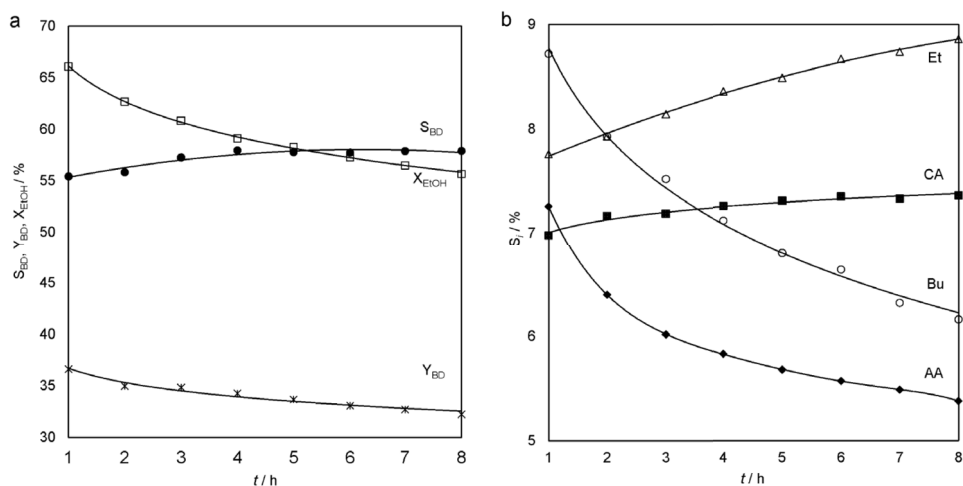 a
70
65
60
55
50
45
40
35
30
S_BD, Y_BD, X_EtOH / %
S_BD
X_EtOH
Y_BD
1 2 3 4 5 6 7 8
t / h
b
9
8
7
6
5
S_i / %
Et
CA
Bu
AA
1 2 3 4 5 6 7 8
t / h